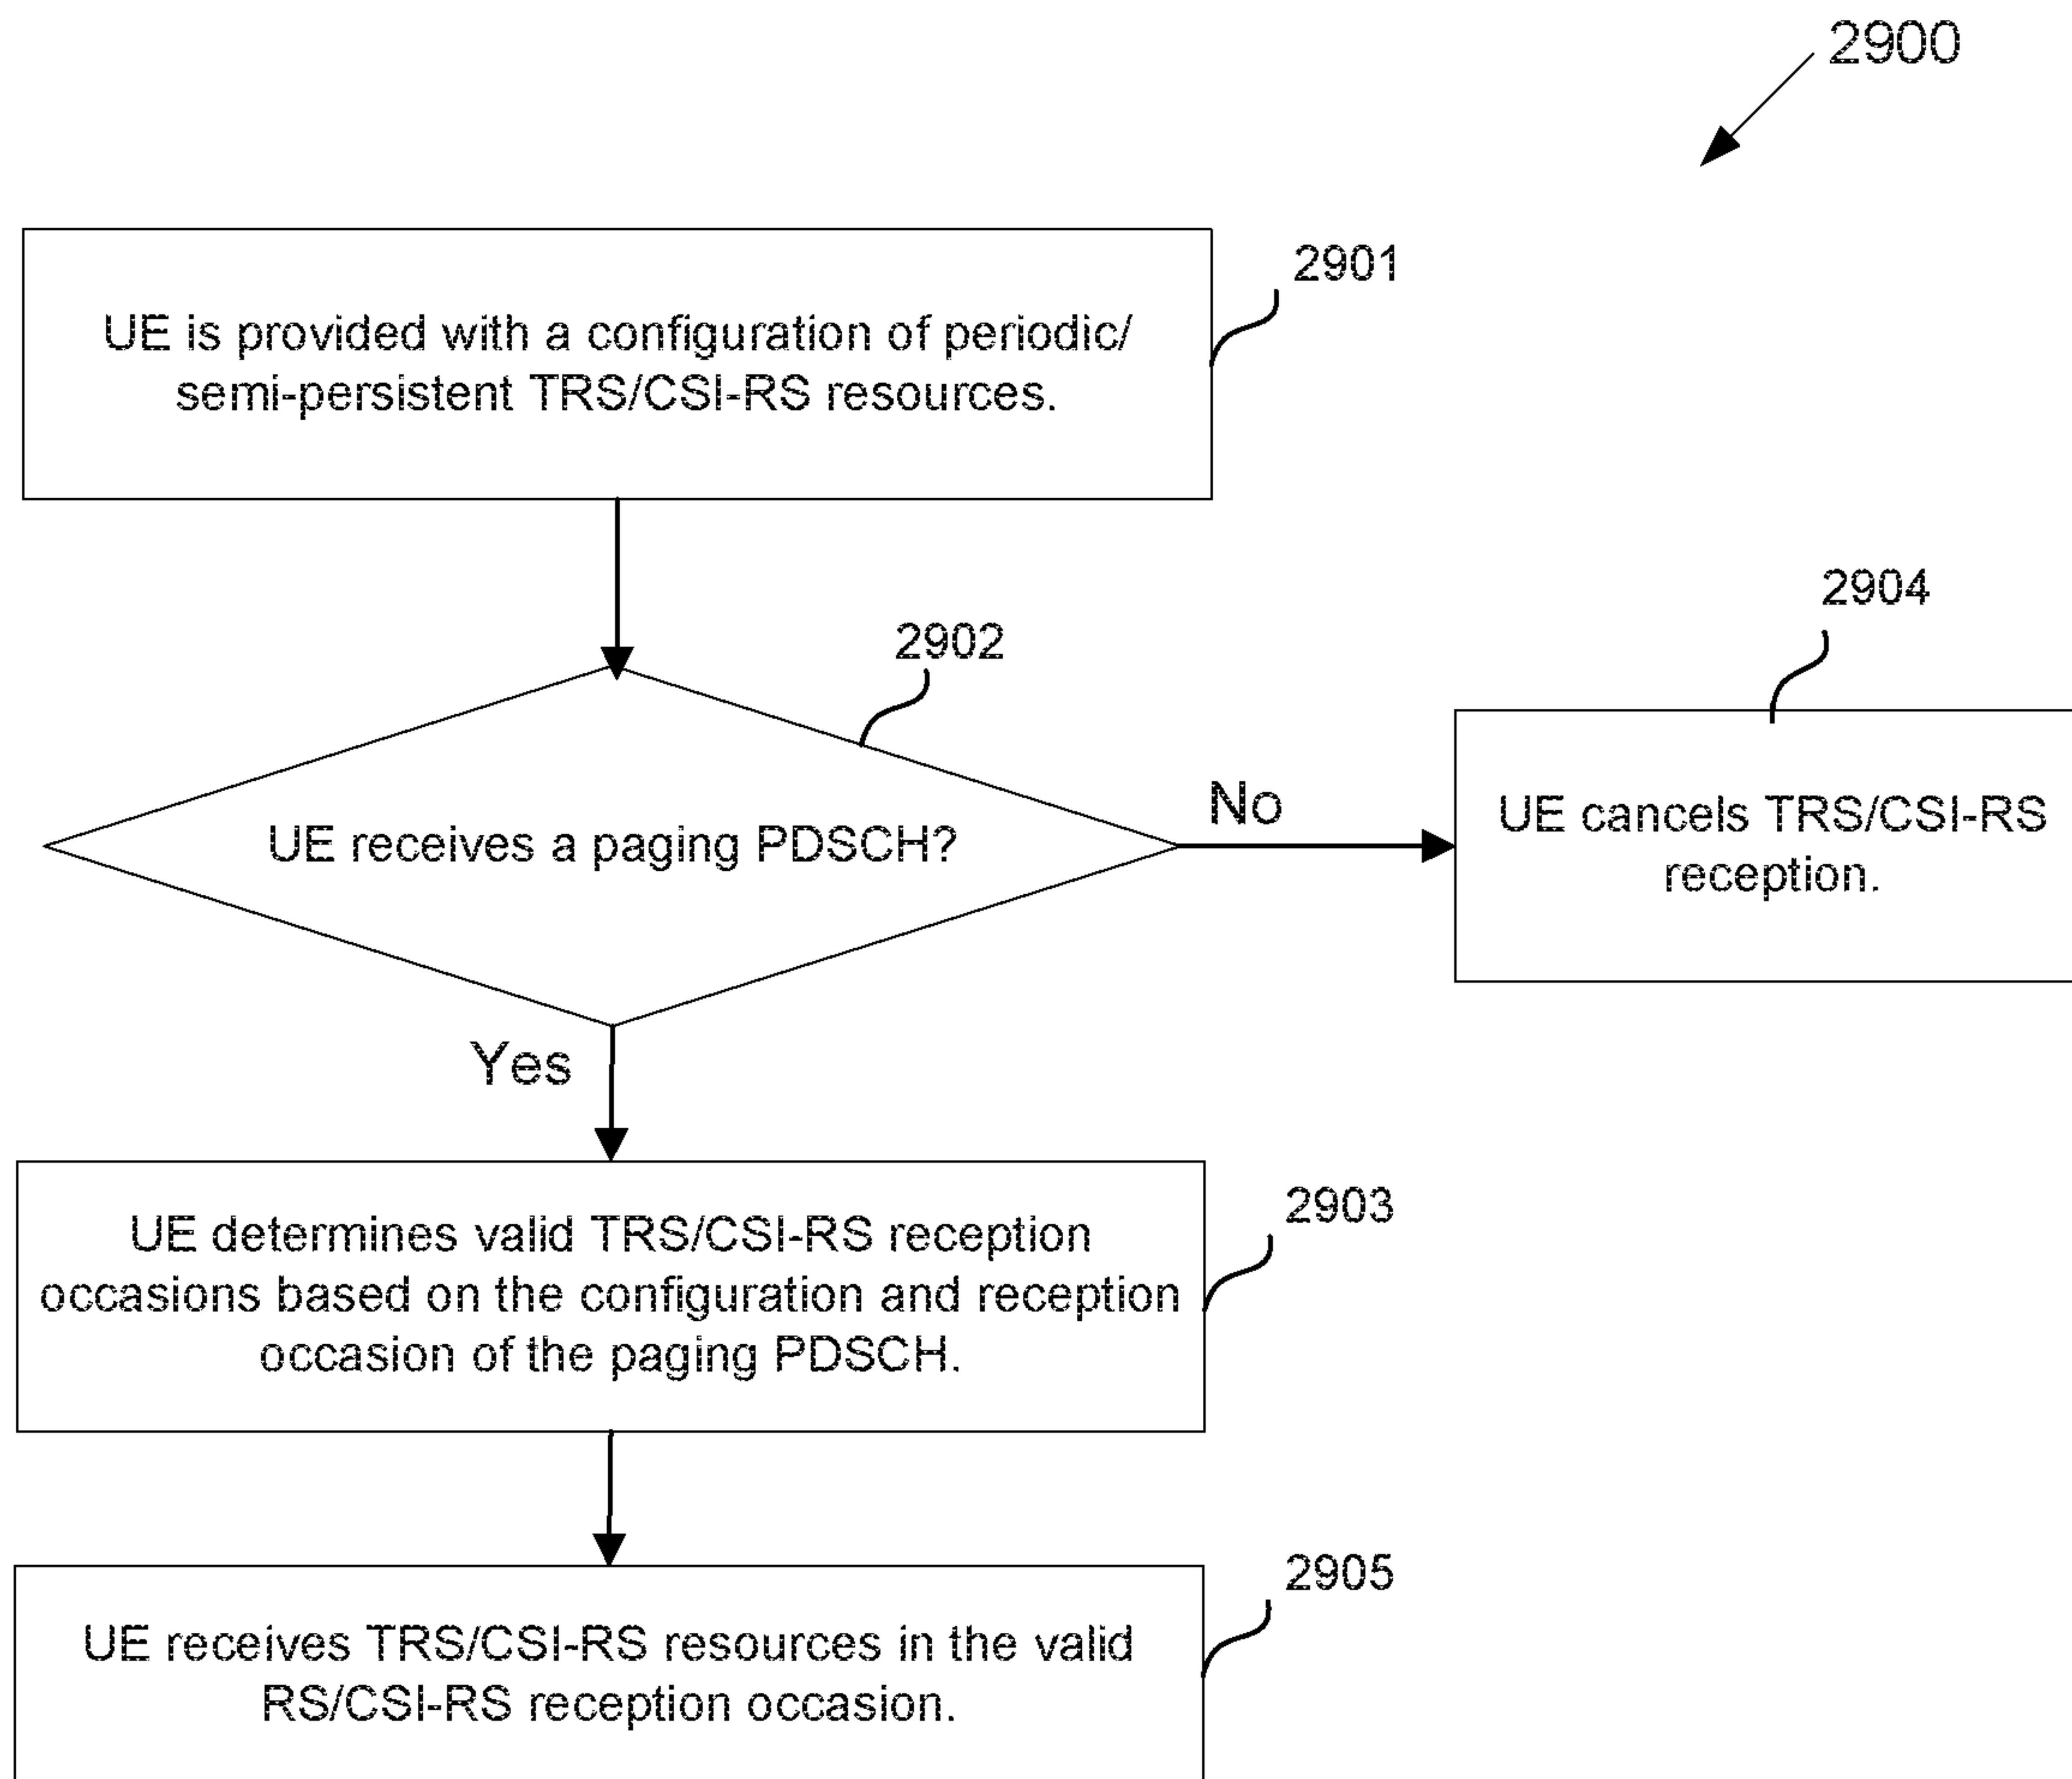 2900
2901
UE is provided with a configuration of periodic/
semi-persistent TRS/CSI-RS resources.
2902
2904
UE receives a paging PDSCH?
No
UE cancels TRS/CSI-RS
reception.
Yes
2903
UE determines valid TRS/CSI-RS reception
occasions based on the configuration and reception
occasion of the paging PDSCH.
2905
UE receives TRS/CSI-RS resources in the valid
RS/CSI-RS reception occasion.